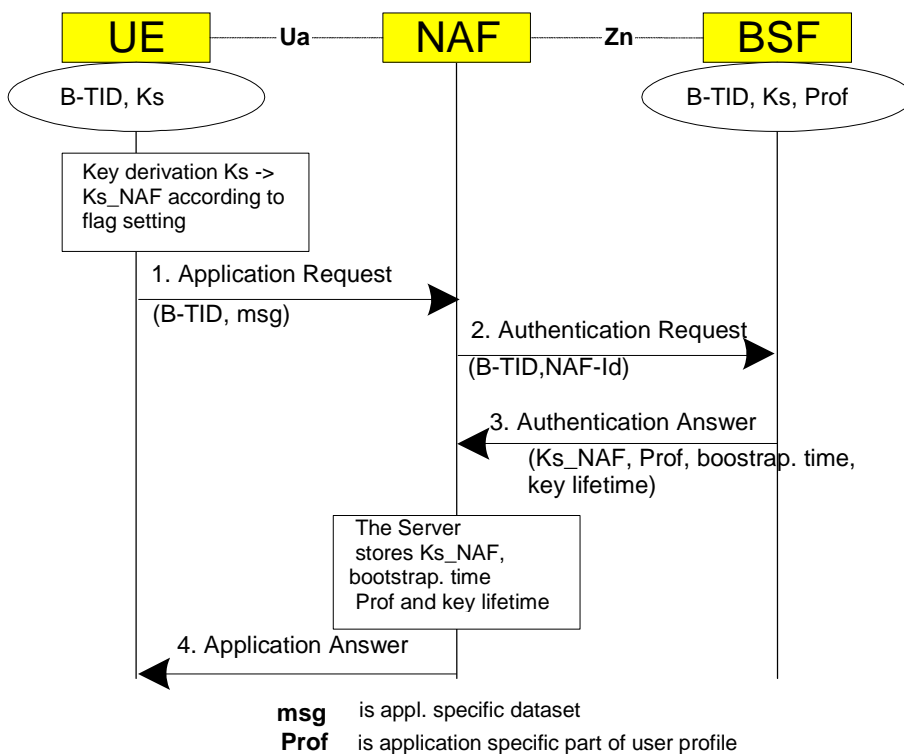 UE Ua NAF Zn BSF
B-TID, Ks
B-TID, Ks, Prof
Key derivation Ks ->
Ks_NAF according to
flag setting
1. Application Request
(B-TID, msg)
2. Authentication Request
(B-TID,NAF-Id)
3. Authentication Answer
(Ks_NAF, Prof, boostrap. time,
key lifetime)
The Server
stores Ks_NAF,
bootstrap. time
Prof and key lifetime
4. Application Answer
msg is appl. specific dataset
Prof is application specific part of user profile